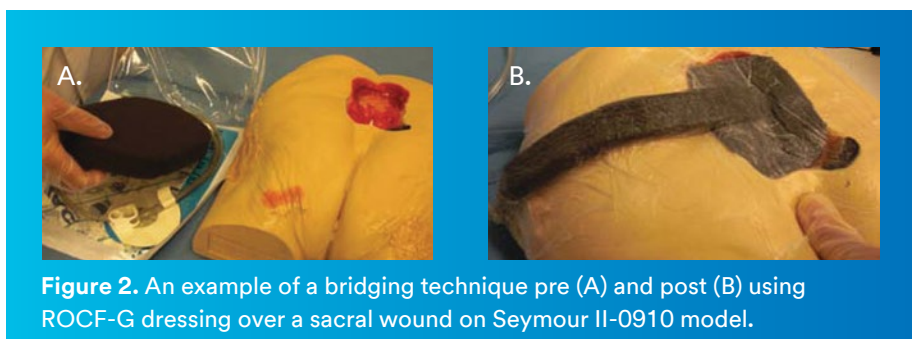 A.
B.
Figure 2. An example of a bridging technique pre (A) and post (B) using
ROCF-G dressing over a sacral wound on Seymour II-0910 model.